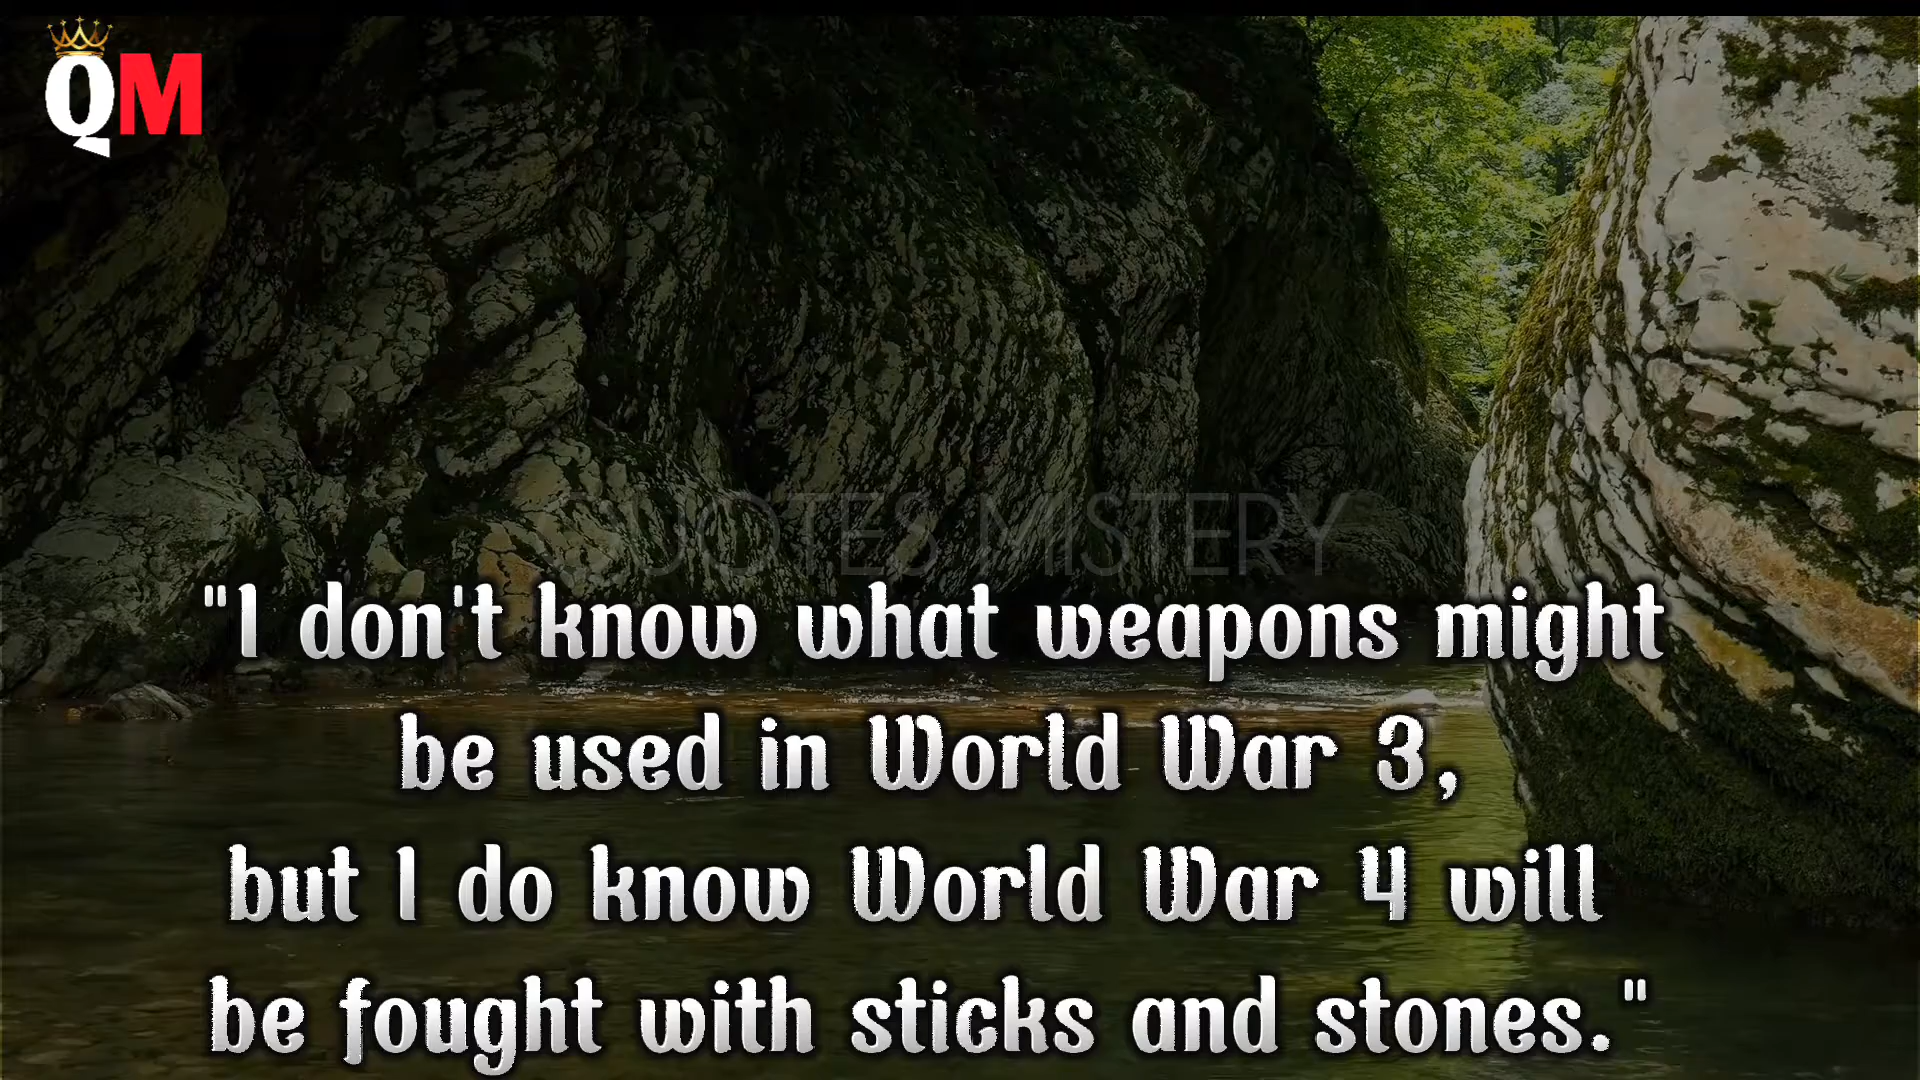 QM
QUOTES MISTERY
"I don't know what weapons might
be used in World War 3,
but I do know World War 4 will
be fought with sticks and stones."